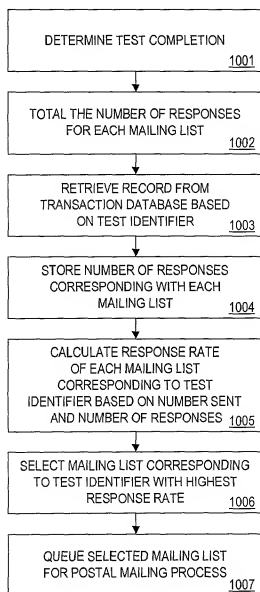 DETERMINE TEST COMPLETION
1001
TOTAL THE NUMBER OF RESPONSES
FOR EACH MAILING LIST
1002
RETRIEVE RECORD FROM
TRANSACTION DATABASE BASED
ON TEST IDENTIFIER
1003
STORE NUMBER OF RESPONSES
CORRESPONDING WITH EACH
MAILING LIST
1004
CALCULATE RESPONSE RATE
OF EACH MAILING LIST
CORRESPONDING TO TEST
IDENTIFIER BASED ON NUMBER SENT
AND NUMBER OF RESPONSES
1005
SELECT MAILING LIST CORRESPONDING
TO TEST IDENTIFIER WITH HIGHEST
RESPONSE RATE
1006
QUEUE SELECTED MAILING LIST
FOR POSTAL MAILING PROCESS
1007